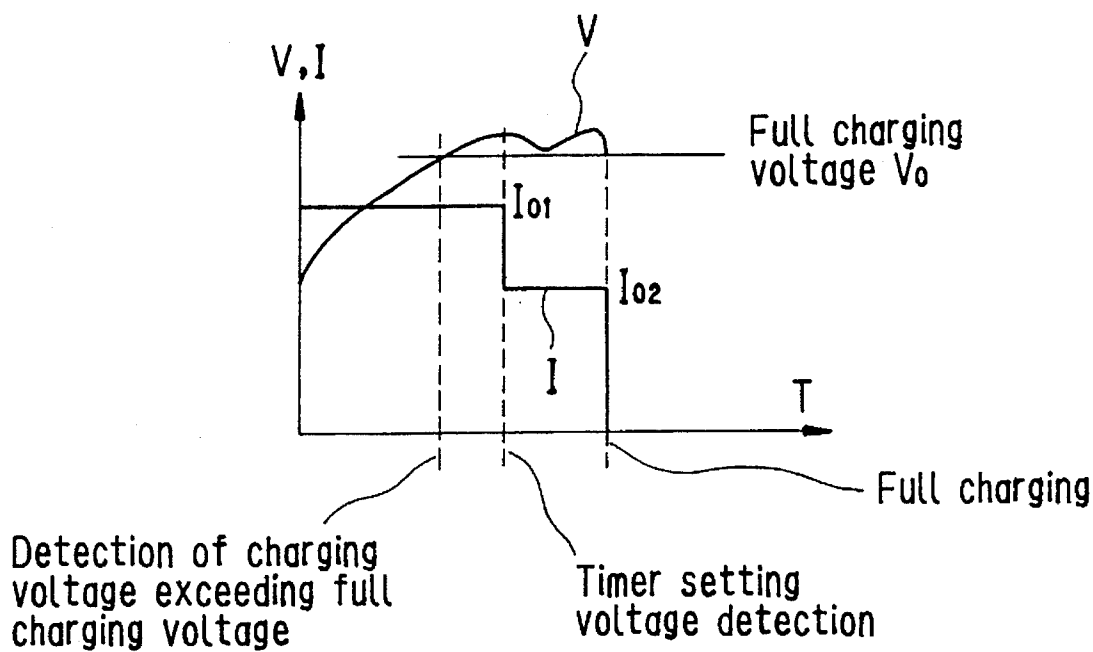 V
V, I
Full charging
voltage V₀
I₀₁
I₀₂
I
T
Full charging
Detection of charging
voltage exceeding full
charging voltage
Timer setting
voltage detection